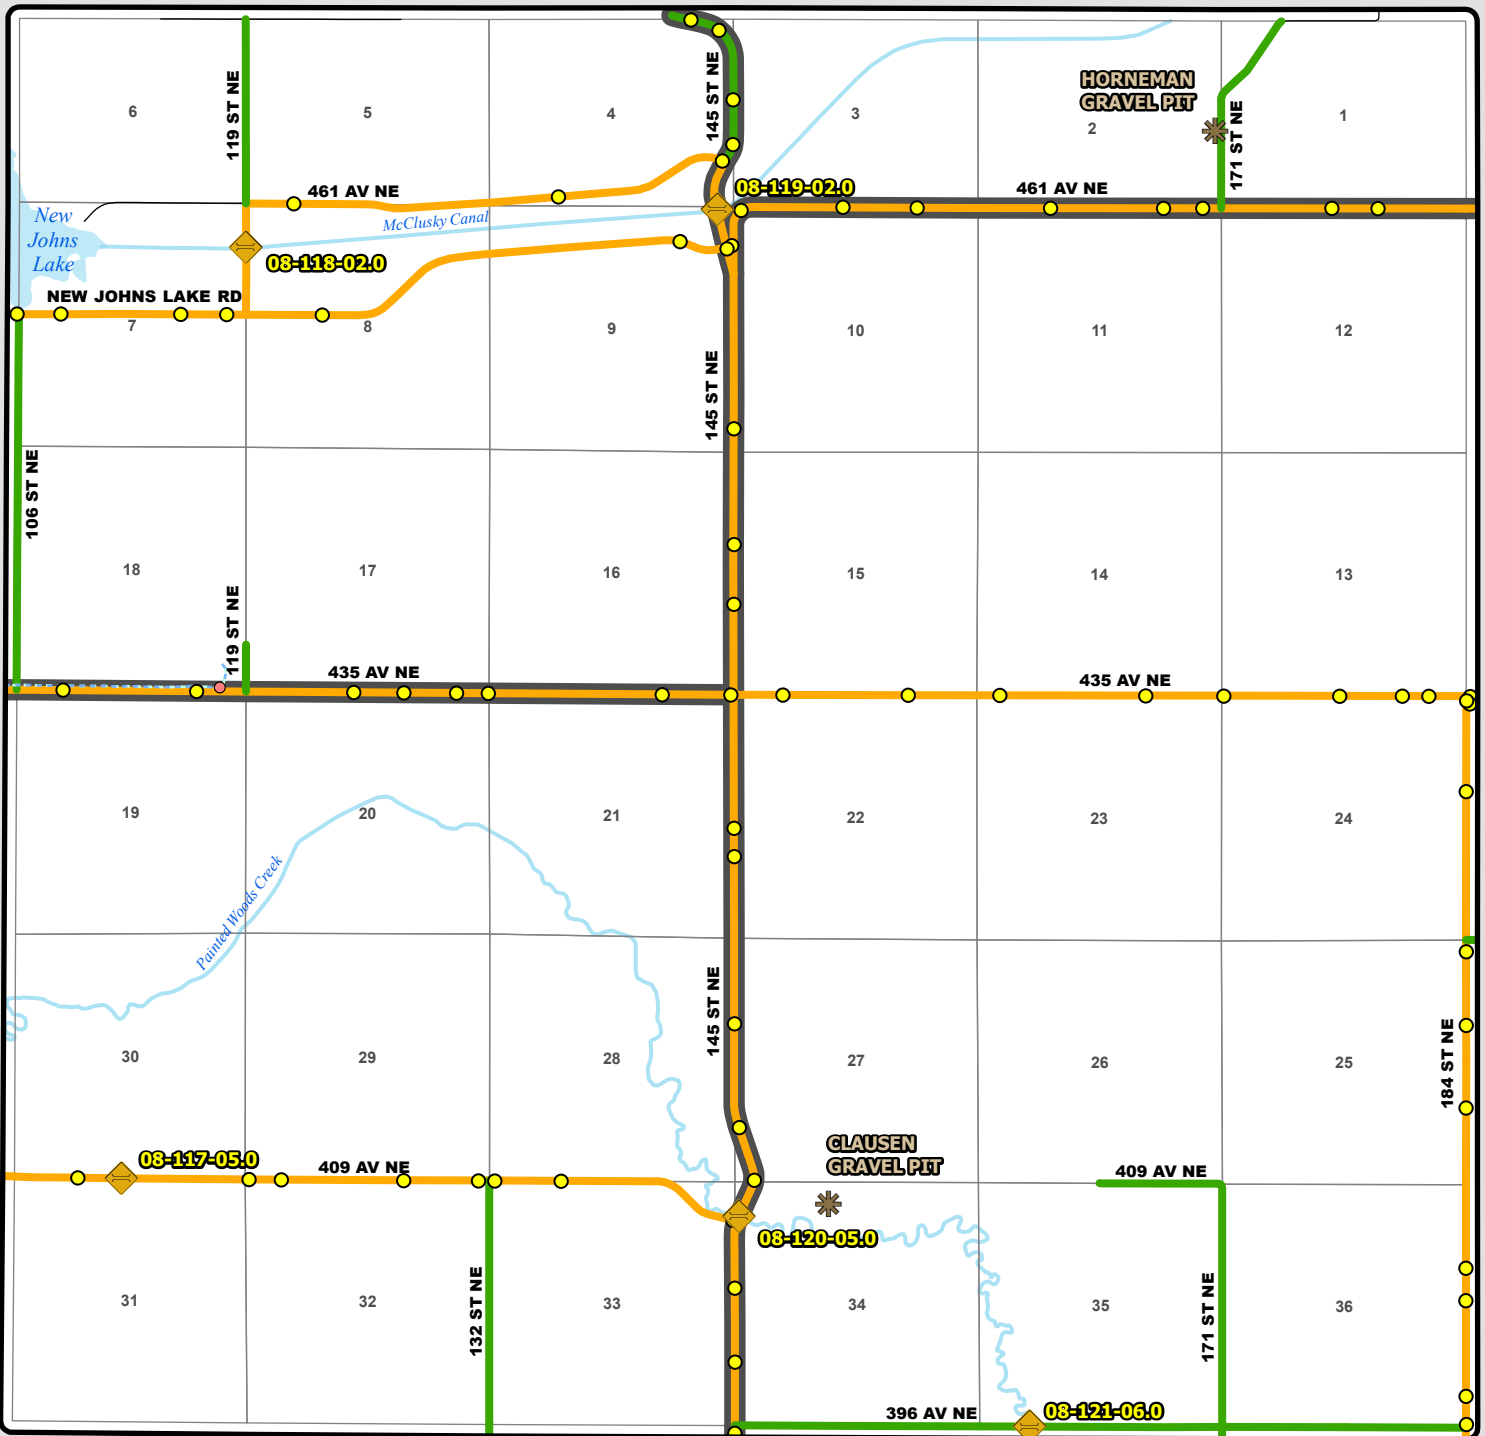 HORNEMAN
GRAVEL PIT
6
5
4
3
2
1
119 ST NE
145 ST NE
171 ST NE
461 AV NE
08-119-02.0
461 AV NE
New
Johns
Lake
McClusky Canal
08-118-02.0
NEW JOHNS LAKE RD
7
8
9
10
11
12
145 ST NE
106 ST NE
18
17
16
15
14
13
119 ST NE
435 AV NE
435 AV NE
19
20
21
22
23
24
Painted Woods Creek
145 ST NE
184 ST NE
30
29
28
27
26
25
CLAUSEN
GRAVEL PIT
08-117-05.0
409 AV NE
409 AV NE
08-120-05.0
31
32
33
34
35
36
132 ST NE
171 ST NE
396 AV NE
08-121-06.0